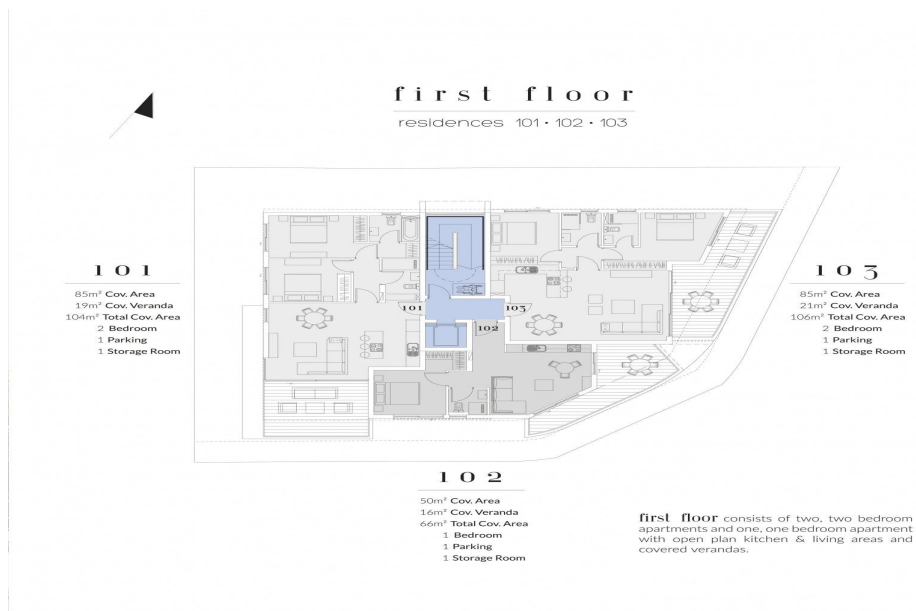 first floor
residences 101 • 102 • 103
101
85m² Cov. Area
19m² Cov. Veranda
104m² Total Cov. Area
2 Bedroom
1 Parking
1 Storage Room
103
85m² Cov. Area
21m² Cov. Veranda
106m² Total Cov. Area
2 Bedroom
1 Parking
1 Storage Room
101
103
102
102
50m² Cov. Area
16m² Cov. Veranda
66m² Total Cov. Area
1 Bedroom
1 Parking
1 Storage Room
first floor consists of two, two bedroom
apartments and one, one bedroom apartment
with open plan kitchen & living areas and
covered verandas.